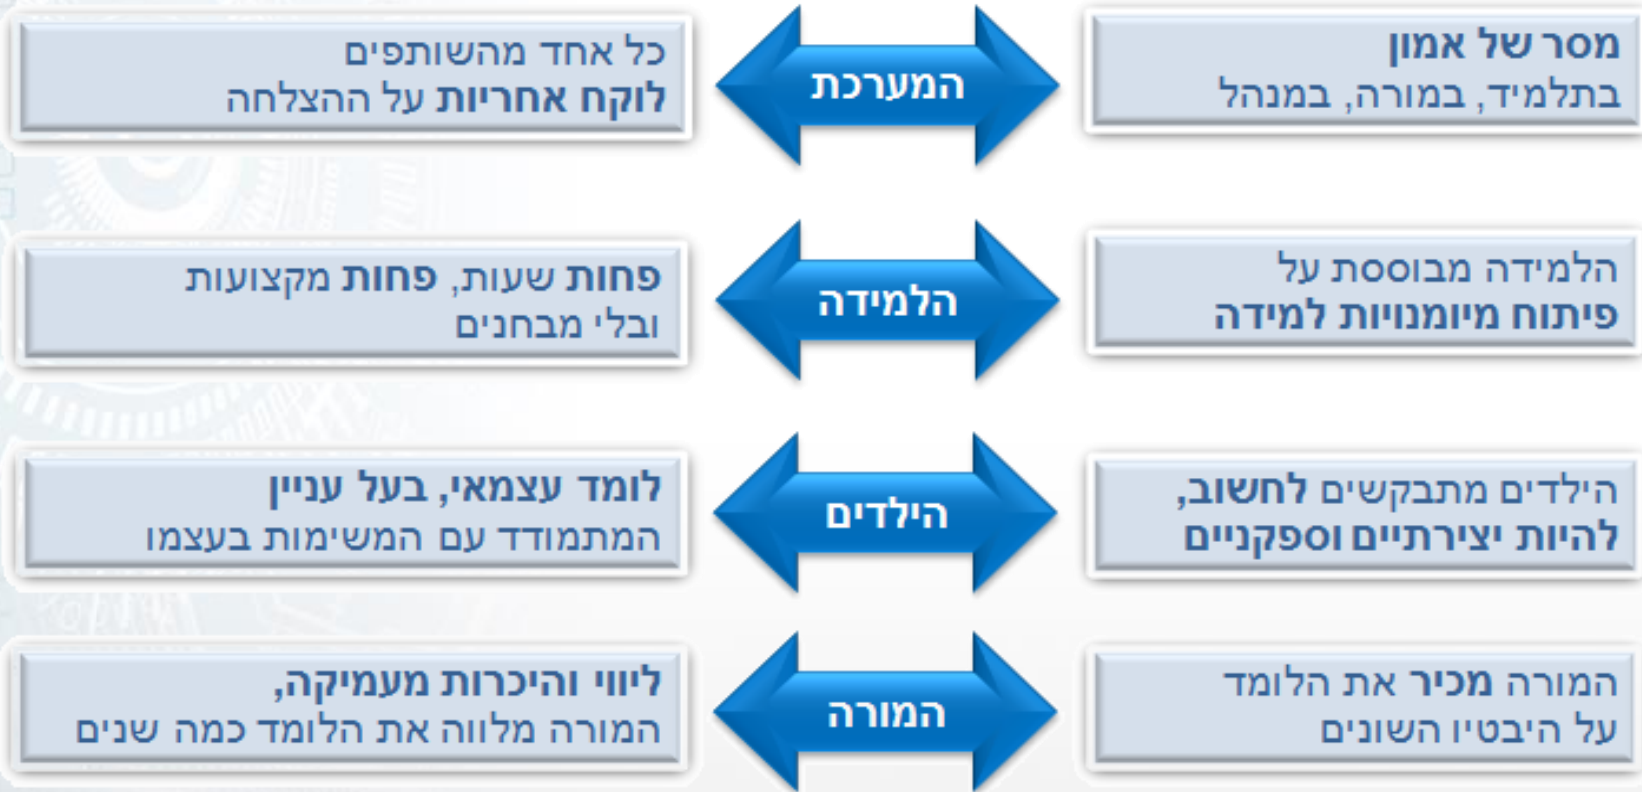 מסר של אמון
בתלמיד, במורה, במנהל
המערכת
כל אחד מהשותפים
לוקח אחריות על ההצלחה
הלמידה מבוססת על
פיתוח מיומנויות למידה
הלמידה
פחות שעות, פחות מקצועות
ובלי מבחנים
הילדים מתבקשים לחשוב,
להיות יצירתיים וספקניים
הילדים
לומד עצמאי, בעל עניין
המתמודד עם המשימות בעצמו
המורה מכיר את הלומד
על היבטיו השונים
המורה
ליווי והיכרות מעמיקה,
המורה מלווה את הלומד כמה שנים